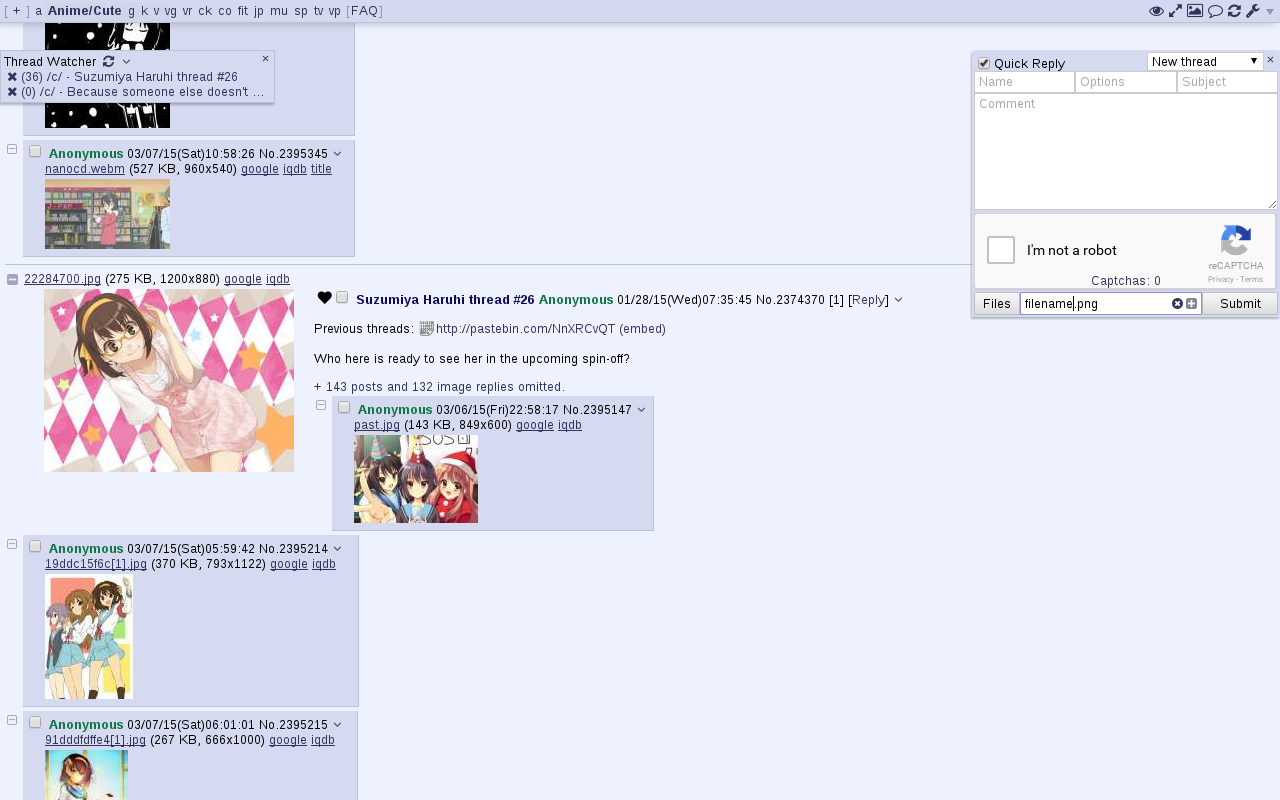 [ + ] a Anime/Cute g k v vg vr ck co fit jp mu sp tv vp [FAQ]
Thread Watcher
(36) /c/ - Suzumiya Haruhi thread #26
(0) /c/ - Because someone else doesn't ...
Anonymous 03/07/15(Sat)10:58:26 No.2395345
nanocd.webm (527 KB, 960x540) google iqdb title
22284700.jpg (275 KB, 1200x880) google iqdb
Suzumiya Haruhi thread #26 Anonymous 01/28/15(Wed)07:35:45 No.2374370 [1] [Reply]
Previous threads: http://pastebin.com/NnXRCvQT (embed)
Who here is ready to see her in the upcoming spin-off?
+ 143 posts and 132 image replies omitted.
Anonymous 03/06/15(Fri)22:58:17 No.2395147
past.jpg (143 KB, 849x600) google iqdb
Anonymous 03/07/15(Sat)05:59:42 No.2395214
19ddc15f6c[1].jpg (370 KB, 793x1122) google iqdb
Anonymous 03/07/15(Sat)06:01:01 No.2395215
91dddfdffe4[1].jpg (267 KB, 666x1000) google iqdb
Quick Reply New thread
Name Options Subject
Comment
I'm not a robot
reCAPTCHA
Privacy - Terms
Captchas: 0
Files filename.png Submit